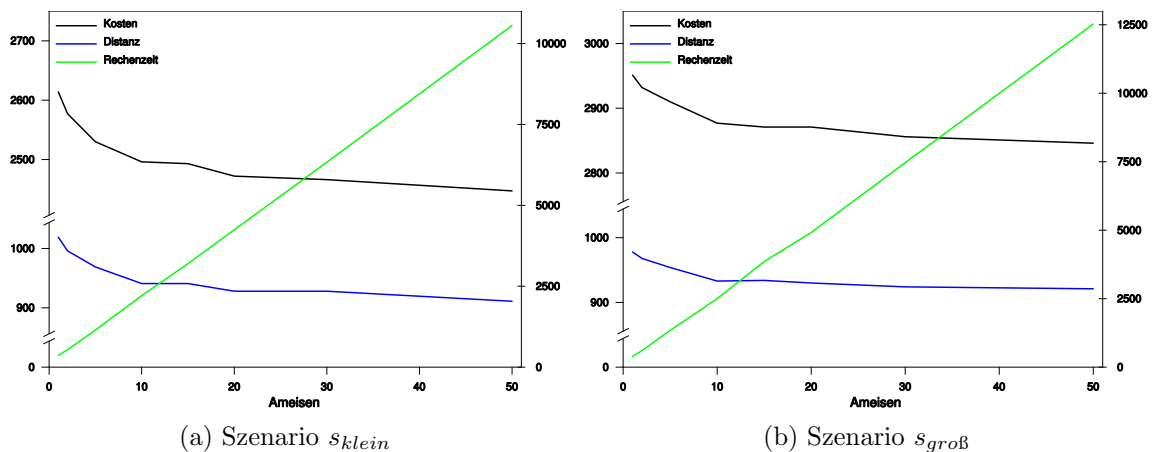 Kosten
Distanz
Rechenzeit
2700
2600
2500
1000
900
0
10000
7500
5000
2500
0
0 10 20 30 40 50
Ameisen
(a) Szenario s_klein
Kosten
Distanz
Rechenzeit
3000
2900
2800
1000
900
0
12500
10000
7500
5000
2500
0
0 10 20 30 40 50
Ameisen
(b) Szenario s_groß